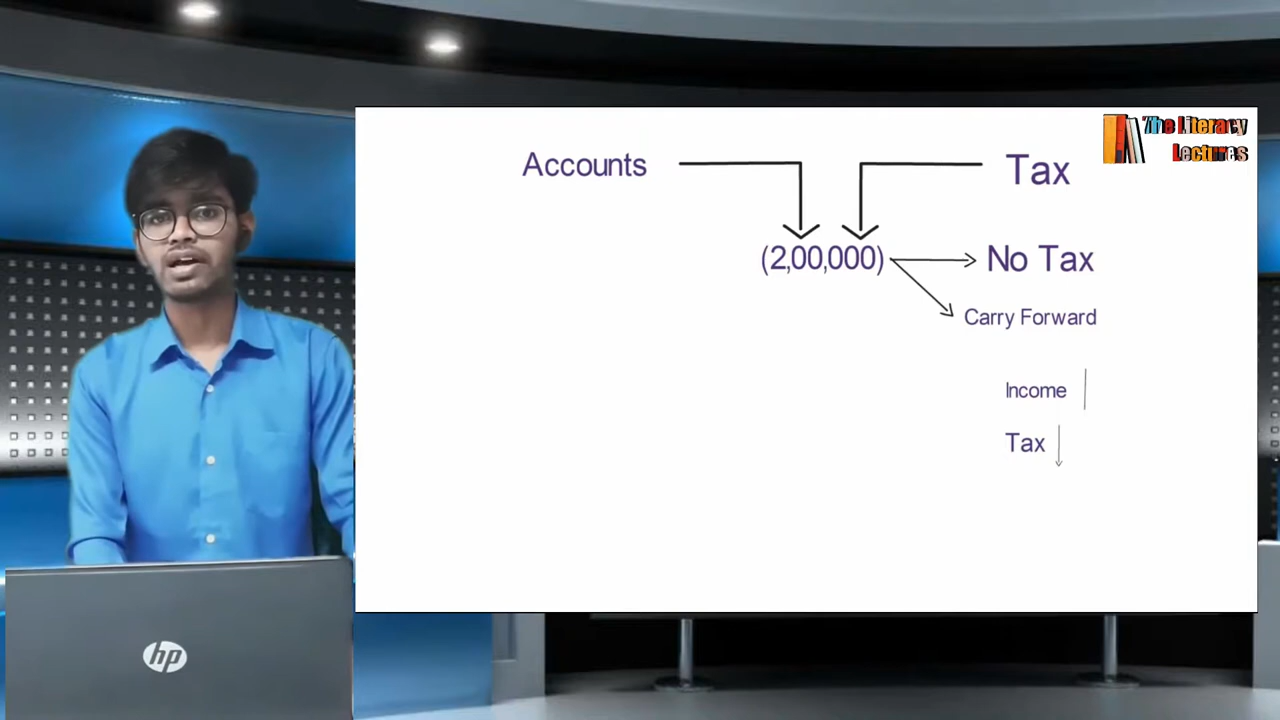 The Literacy
Lectures
Accounts
Tax
(2,00,000)
No Tax
Carry Forward
Income
Tax
hp